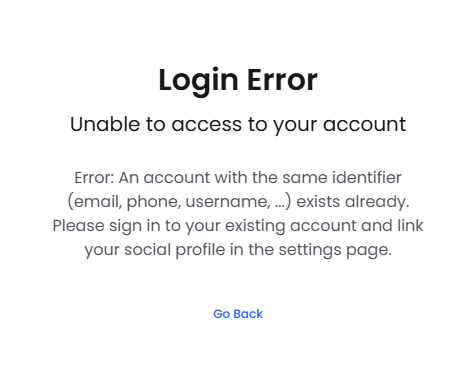 Login Error
Unable to access to your account
Error: An account with the same identifier
(email, phone, username, ...) exists already.
Please sign in to your existing account and link
your social profile in the settings page.
Go Back